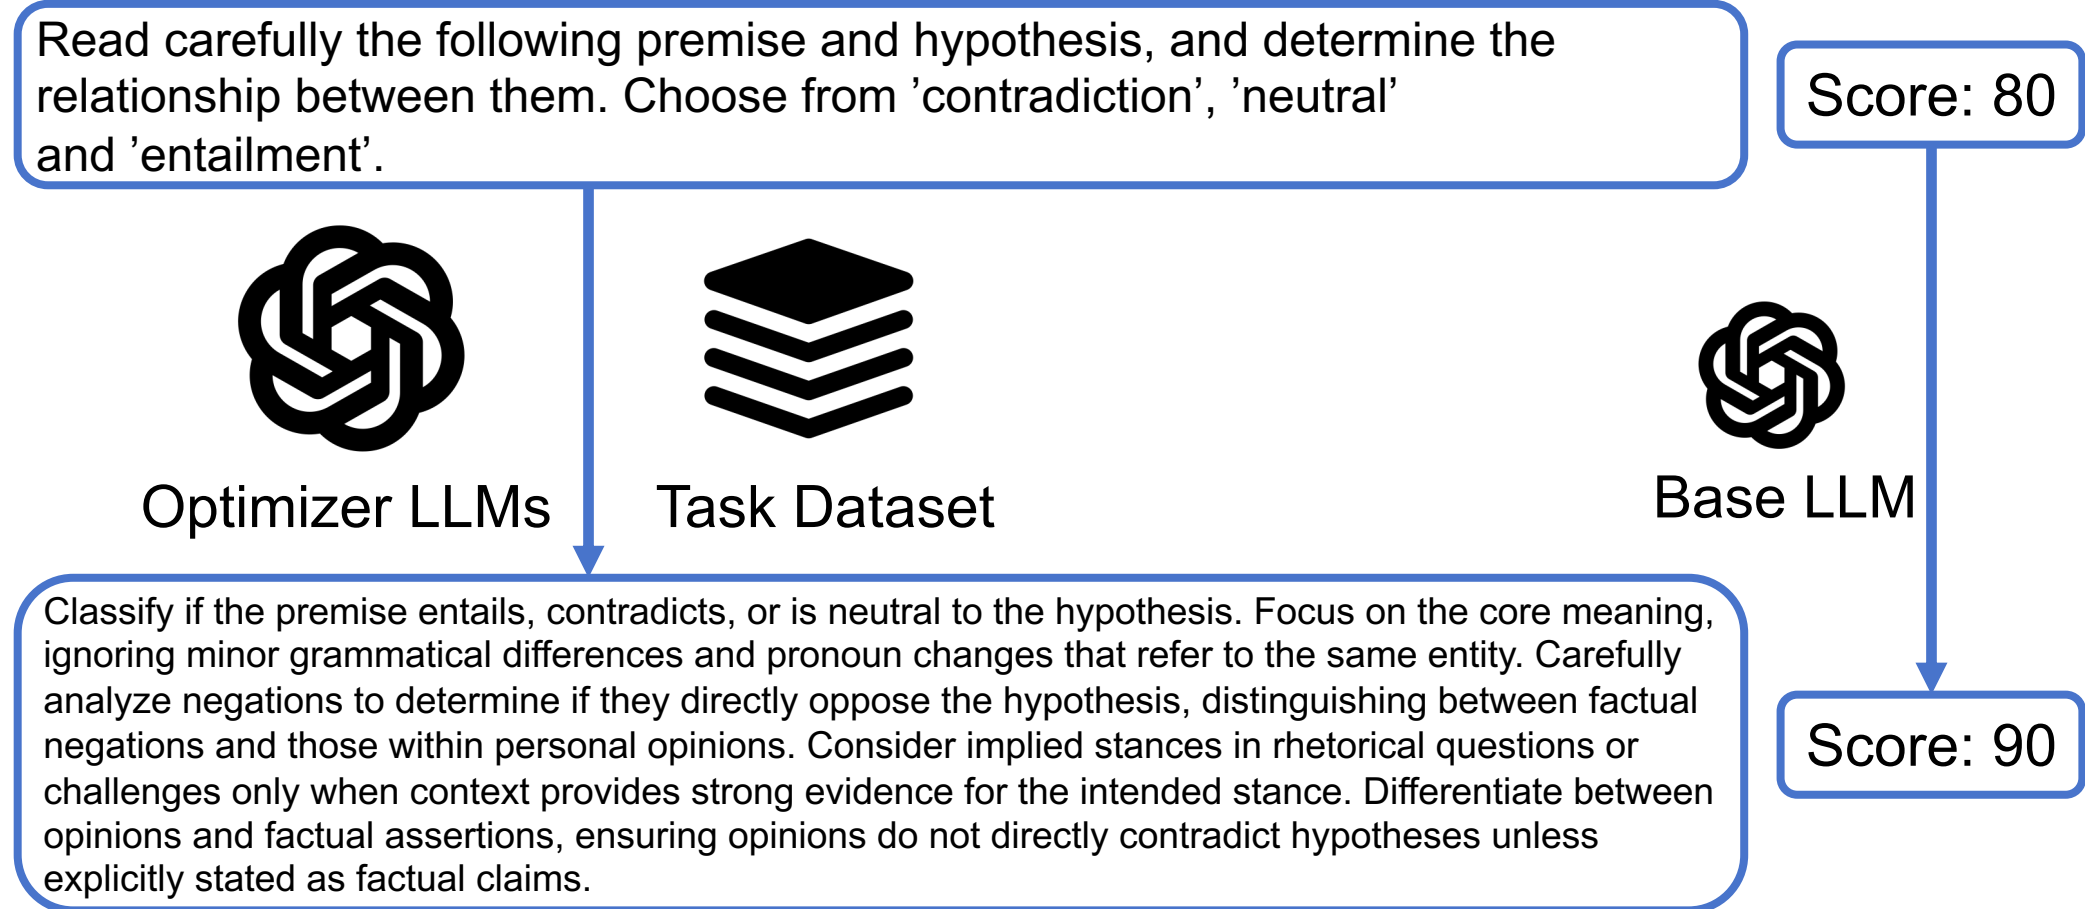 Read carefully the following premise and hypothesis, and determine the
relationship between them. Choose from ’contradiction’, ’neutral’
and ’entailment’.
Score: 80
Optimizer LLMs
Task Dataset
Base LLM
Classify if the premise entails, contradicts, or is neutral to the hypothesis. Focus on the core meaning,
ignoring minor grammatical differences and pronoun changes that refer to the same entity. Carefully
analyze negations to determine if they directly oppose the hypothesis, distinguishing between factual
negations and those within personal opinions. Consider implied stances in rhetorical questions or
challenges only when context provides strong evidence for the intended stance. Differentiate between
opinions and factual assertions, ensuring opinions do not directly contradict hypotheses unless
explicitly stated as factual claims.
Score: 90